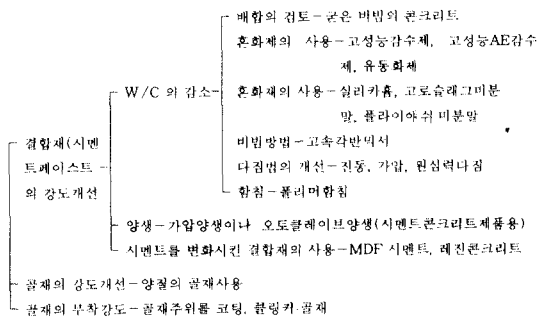 배합의 검토－굳은 비빔의 콘크리트
혼화제의 사용－고성능감수제, 고성능AE감수
제, 유동화제
W/C 의 감소
혼화재의 사용－실리카흄, 고로슬래그미분
말, 플라이애쉬 미분말
비빔방법－고속각반믹서
결합재(시멘
트페이스트
의 강도개선
다짐법의 개선－진동, 가압, 원심력다짐
함침－폴리머함침
양생－가압양생이나 오토클레이브양생(시멘트콘크리트제품용)
시멘트를 변화시킨 결합재의 사용－MDF 시멘트, 레진콘크리트
골재의 강도개선－양질의 골재사용
골재의 부착강도－골재주위를 코팅, 클링커 골재